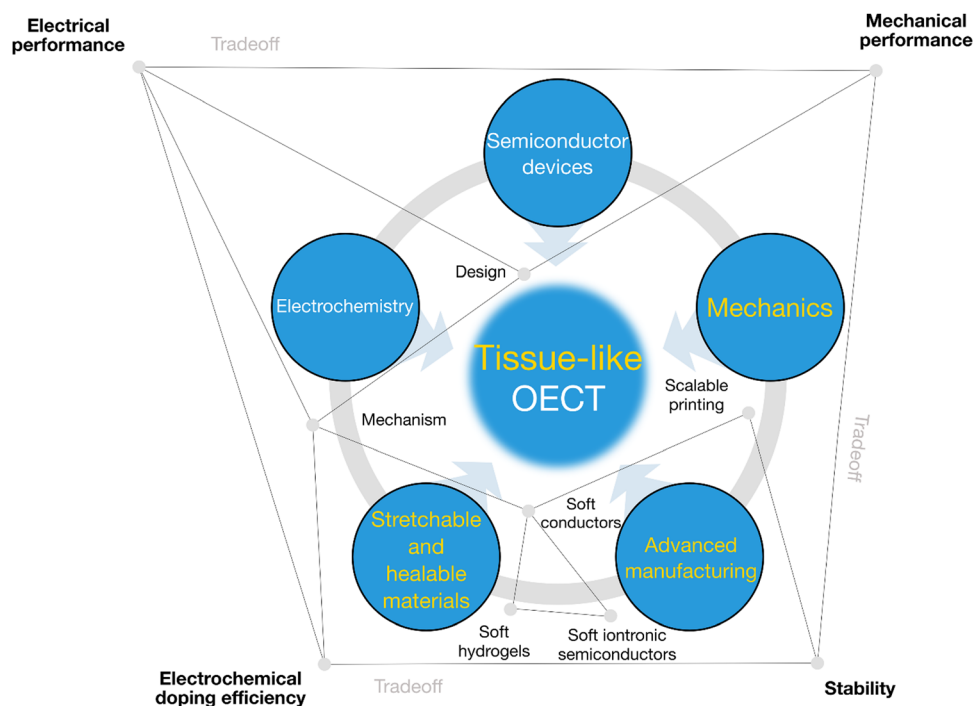 Electrical
performance
Tradeoff
Mechanical
performance
Semiconductor
devices
Design
Electrochemistry
Mechanics
Tissue-like
OECT
Scalable
printing
Mechanism
Tradeoff
Soft
conductors
Stretchable
and
healable
materials
Advanced
manufacturing
Soft
hydrogels
Soft iontronic
semiconductors
Electrochemical
doping efficiency
Tradeoff
Stability